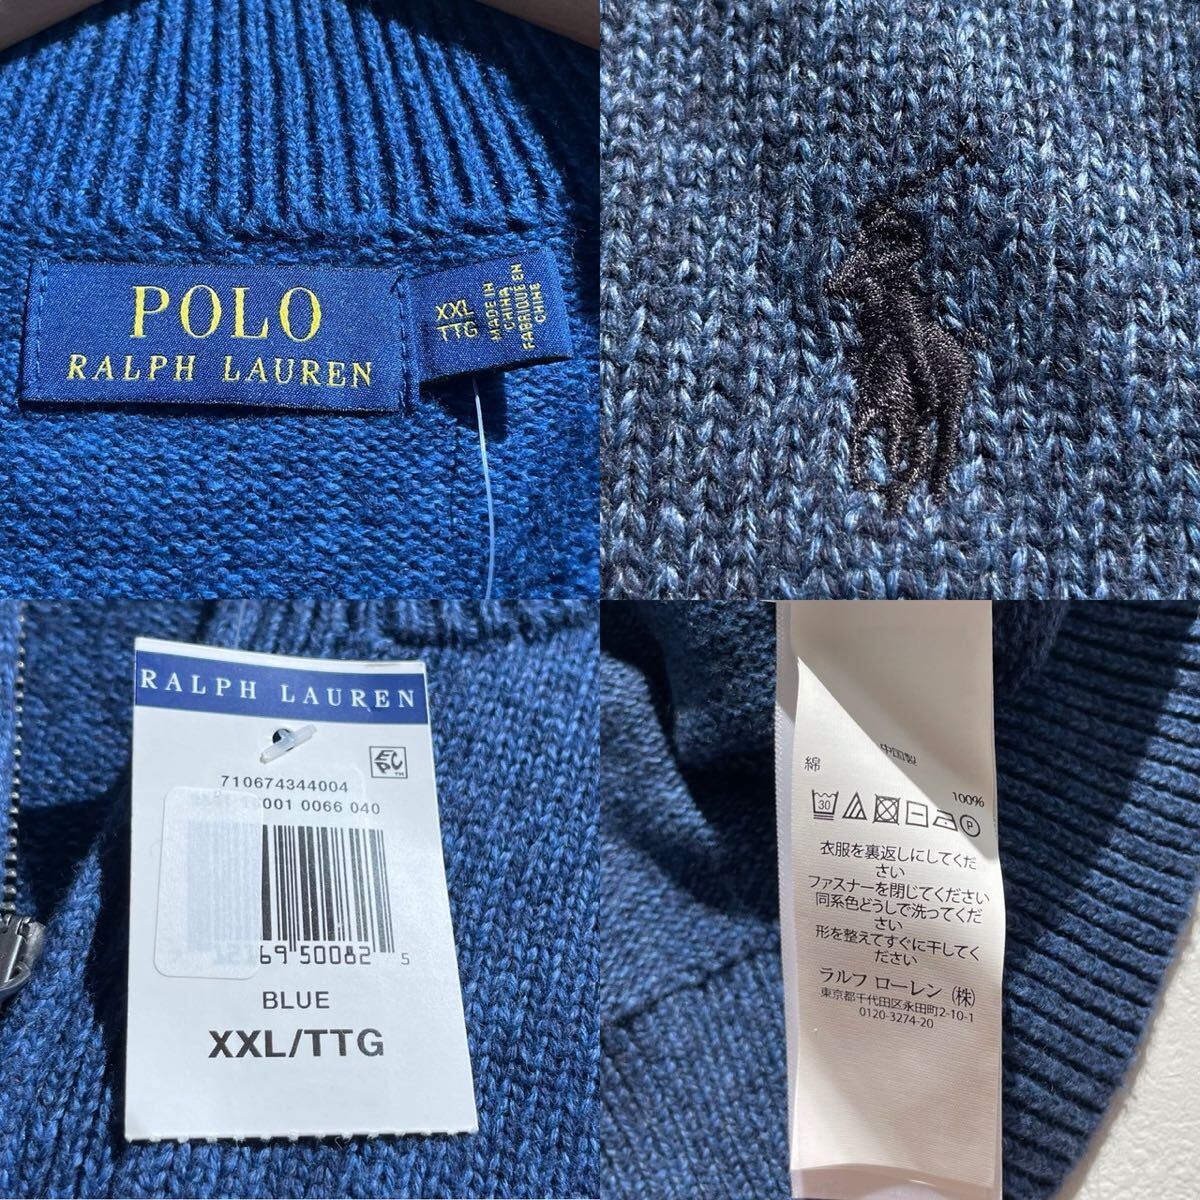 POLO
RALPH LAUREN
XXL
TTG
MADE IN
CHINA
FABRIQUÉ EN
CHINE
RALPH LAUREN
710674344004
001 0066 040
69 50082 5
BLUE
XXL/TTG
中国製
綿
100%
30
P
衣服を裏返しにしてくだ
さい
ファスナーを閉じてください
同系色どうしで洗ってくだ
さい
形を整えてすぐに干してく
ださい
ラルフ ローレン (株)
東京都千代田区永田町2-10-1
0120-3274-20